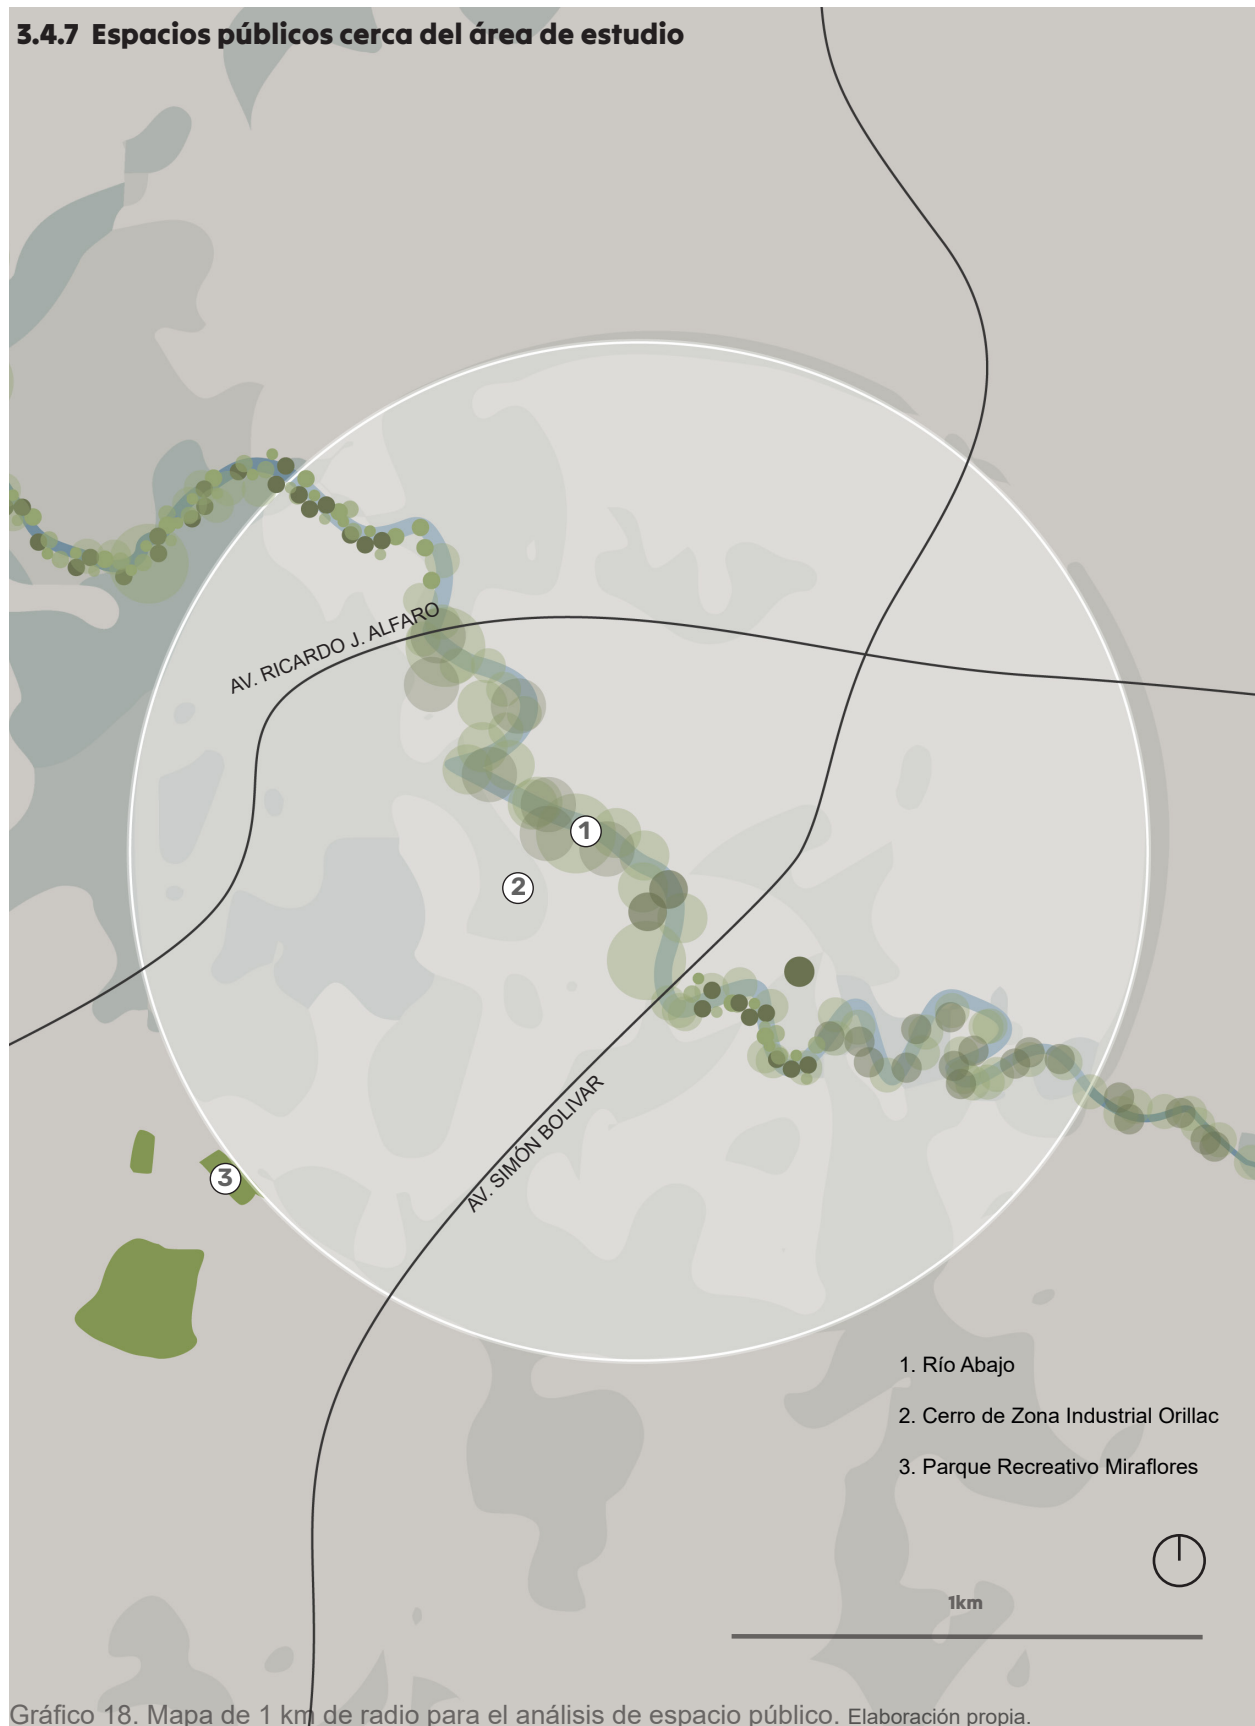 3.4.7 Espacios públicos cerca del área de estudio
AV. RICARDO J. ALFARO
1
2
AV. SIMÓN BOLIVAR
3
1. Río Abajo
2. Cerro de Zona Industrial Orillac
3. Parque Recreativo Miraflores
1km
Gráfico 18. Mapa de 1 km de radio para el análisis de espacio público. Elaboración propia.